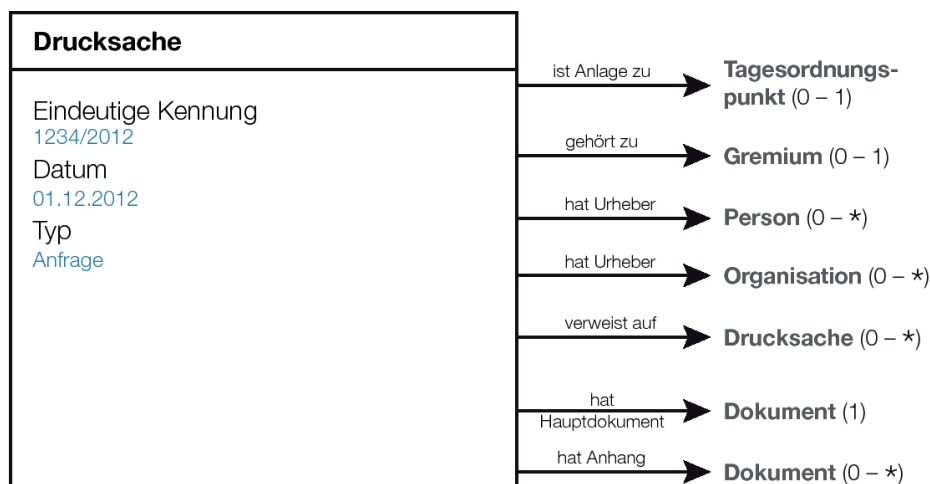 Drucksache
Eindeutige Kennung
1234/2012
Datum
01.12.2012
Typ
Anfrage
ist Anlage zu
Tagesordnungs-
punkt (0 – 1)
gehört zu
Gremium (0 – 1)
hat Urheber
Person (0 – *)
hat Urheber
Organisation (0 – *)
verweist auf
Drucksache (0 – *)
hat
Hauptdokument
Dokument (1)
hat Anhang
Dokument (0 – *)